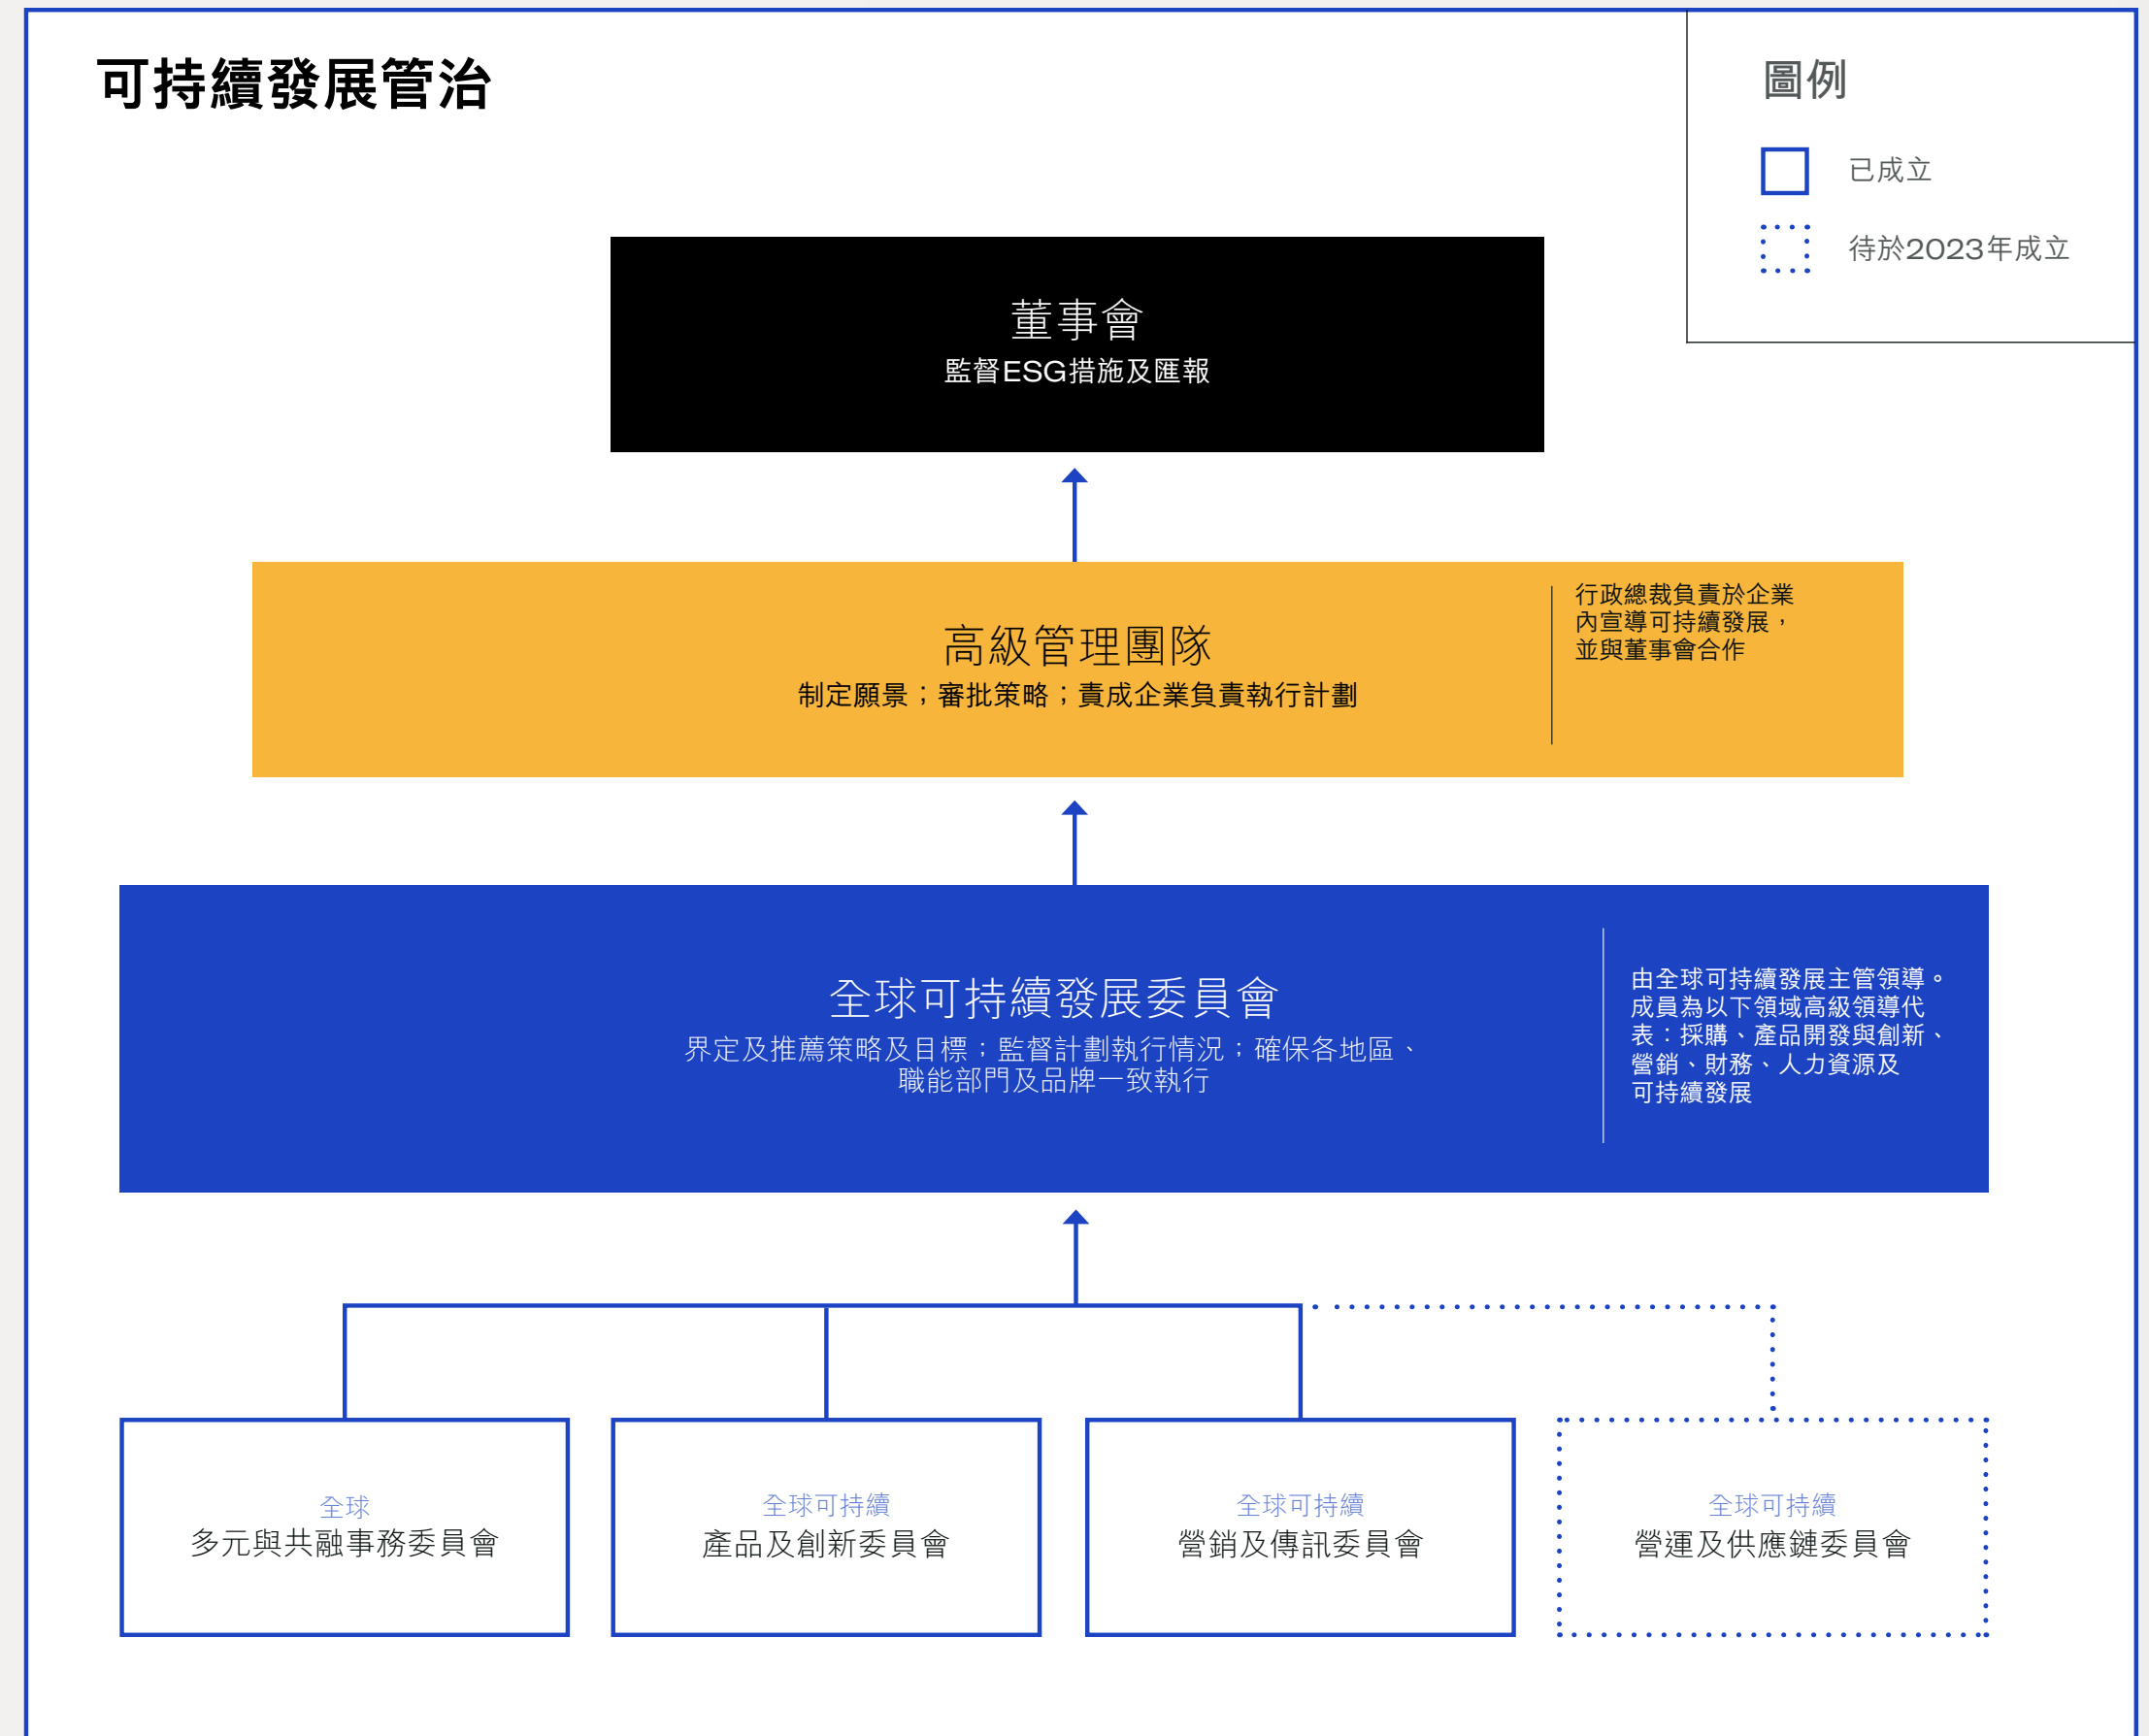 可持續發展管治
圖例
已成立
待於2023年成立
董事會
監督ESG措施及匯報
高級管理團隊
制定願景；審批策略；責成企業負責執行計劃
行政總裁負責於企業
內宣導可持續發展，
並與董事會合作
全球可持續發展委員會
界定及推薦策略及目標；監督計劃執行情況；確保各地區、
職能部門及品牌一致執行
由全球可持續發展主管領導。
成員為以下領域高級領導代
表：採購、產品開發與創新、
營銷、財務、人力資源及
可持續發展
全球
多元與共融事務委員會
全球可持續
產品及創新委員會
全球可持續
營銷及傳訊委員會
全球可持續
營運及供應鏈委員會